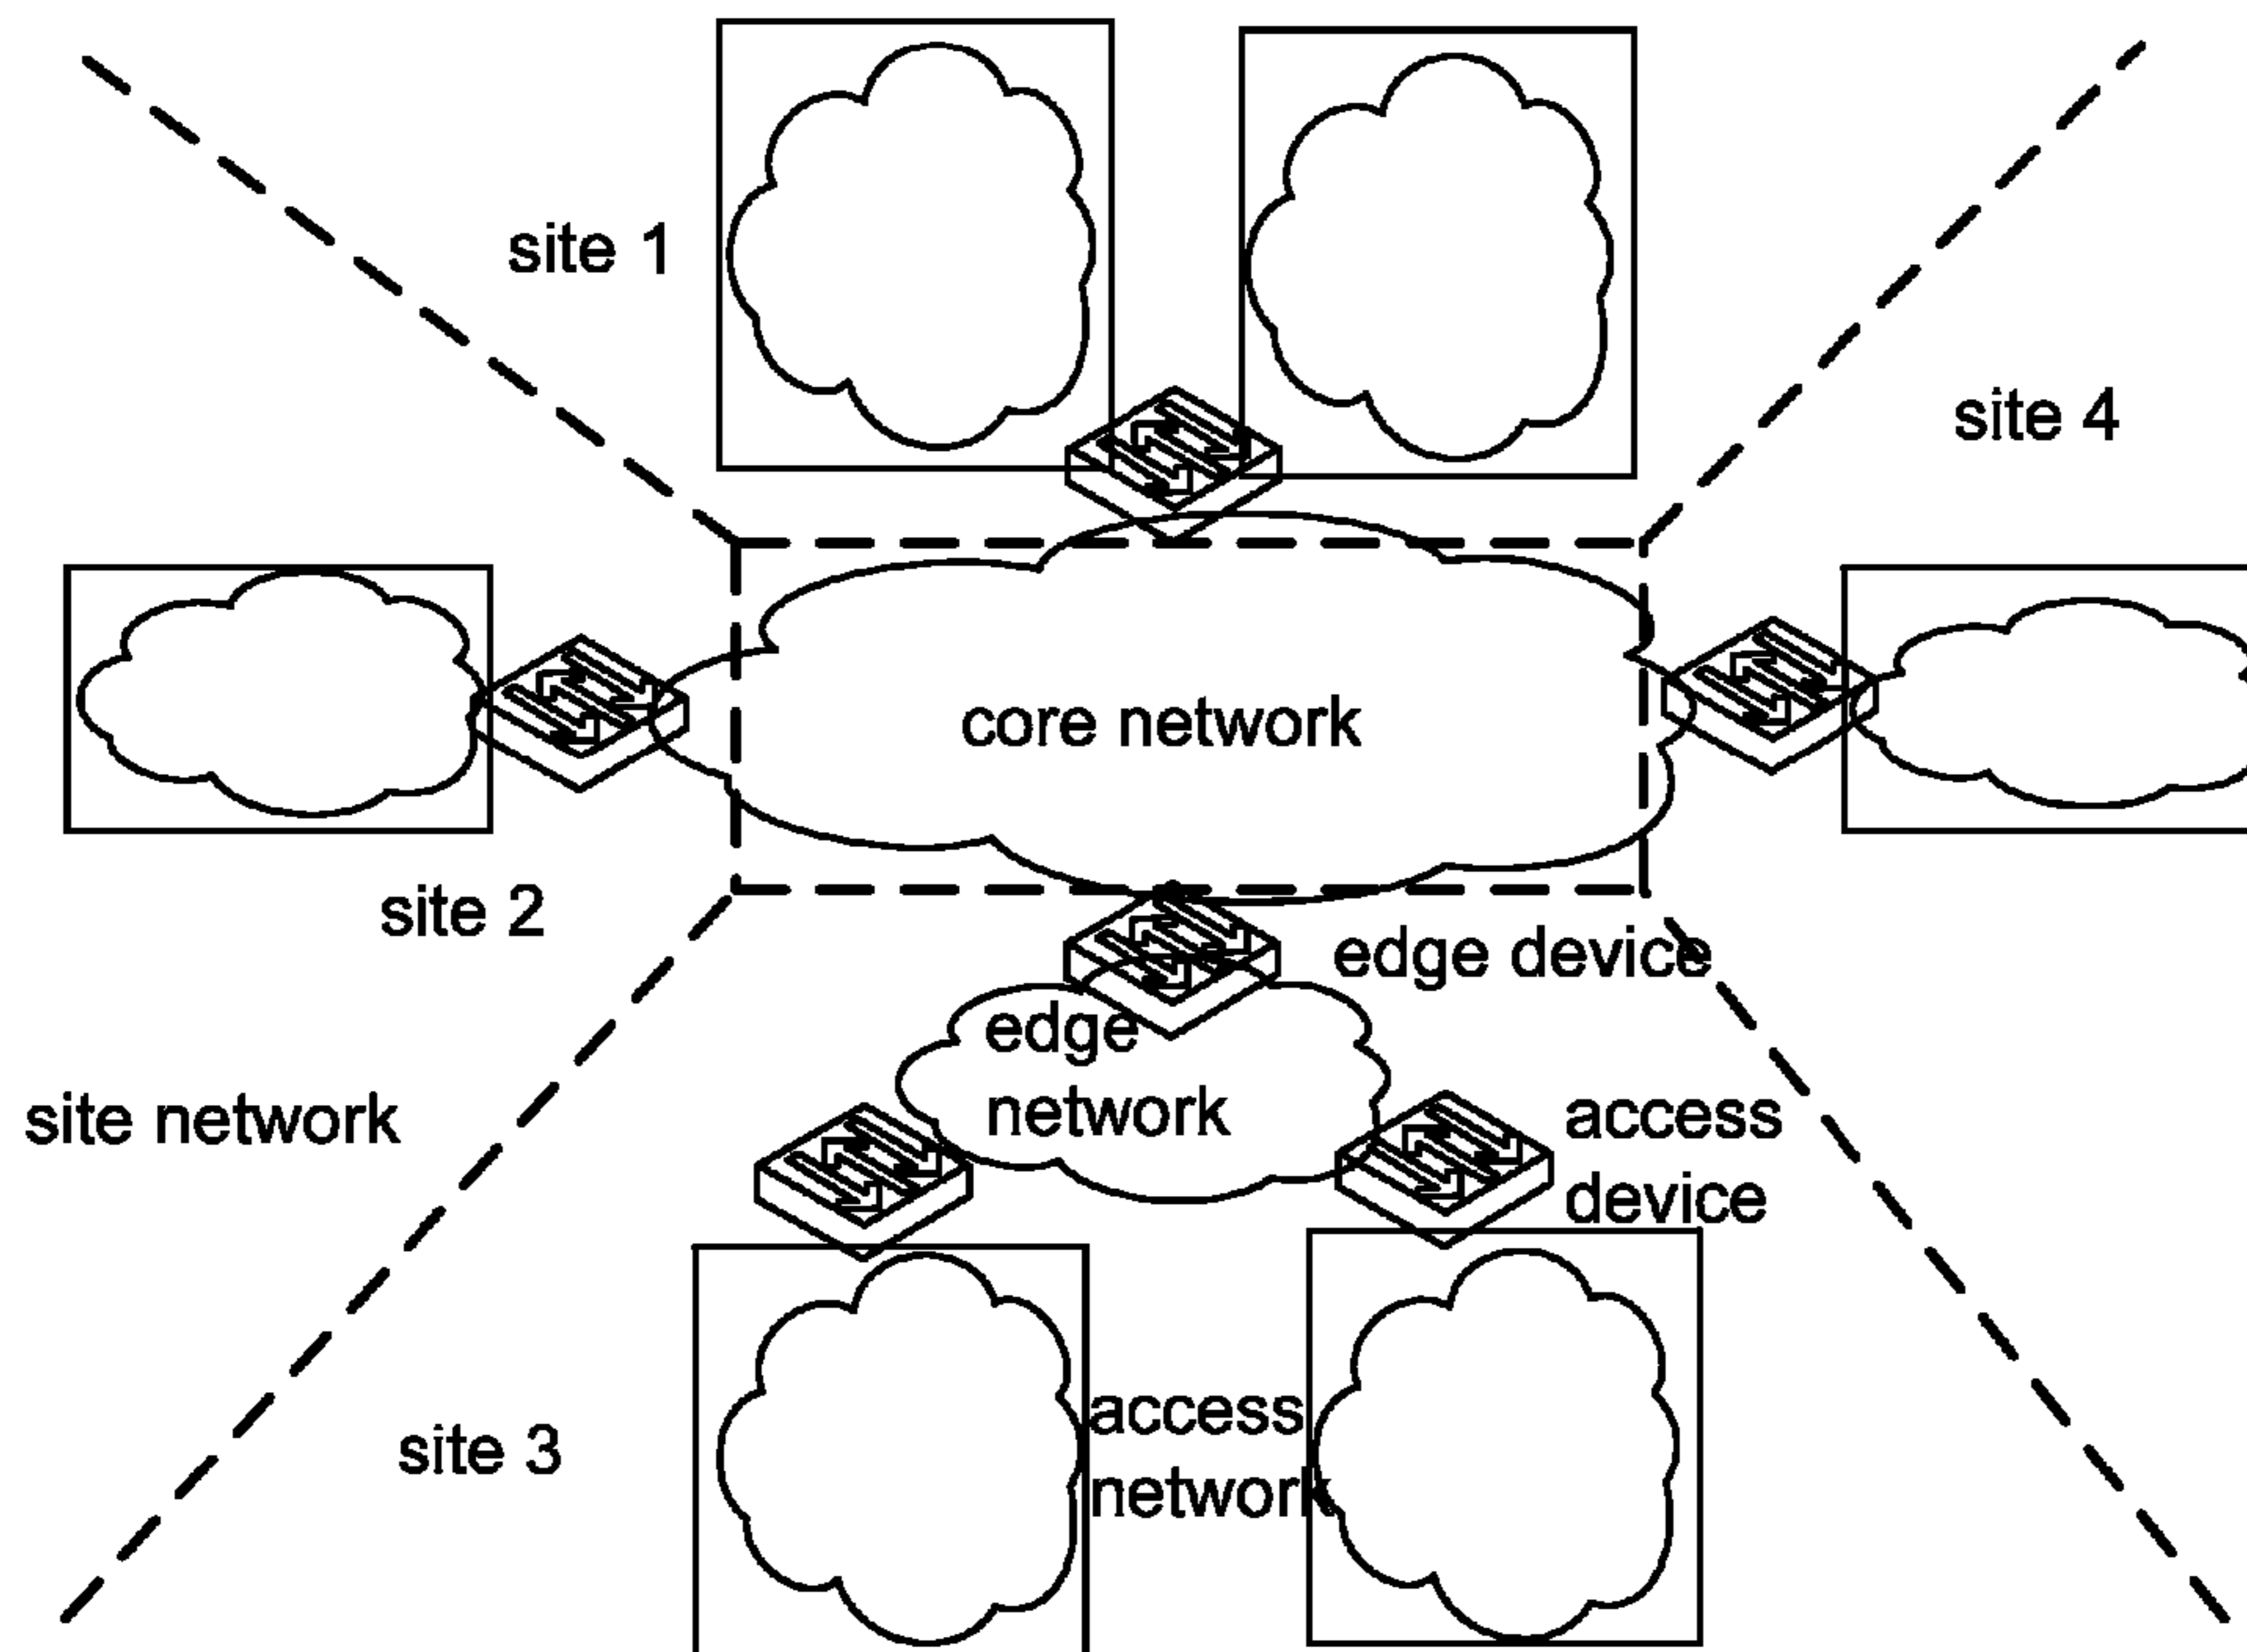 site 1
site 4
core network
site 2
edge device
edge
network
site network
access
device
site 3
access
network